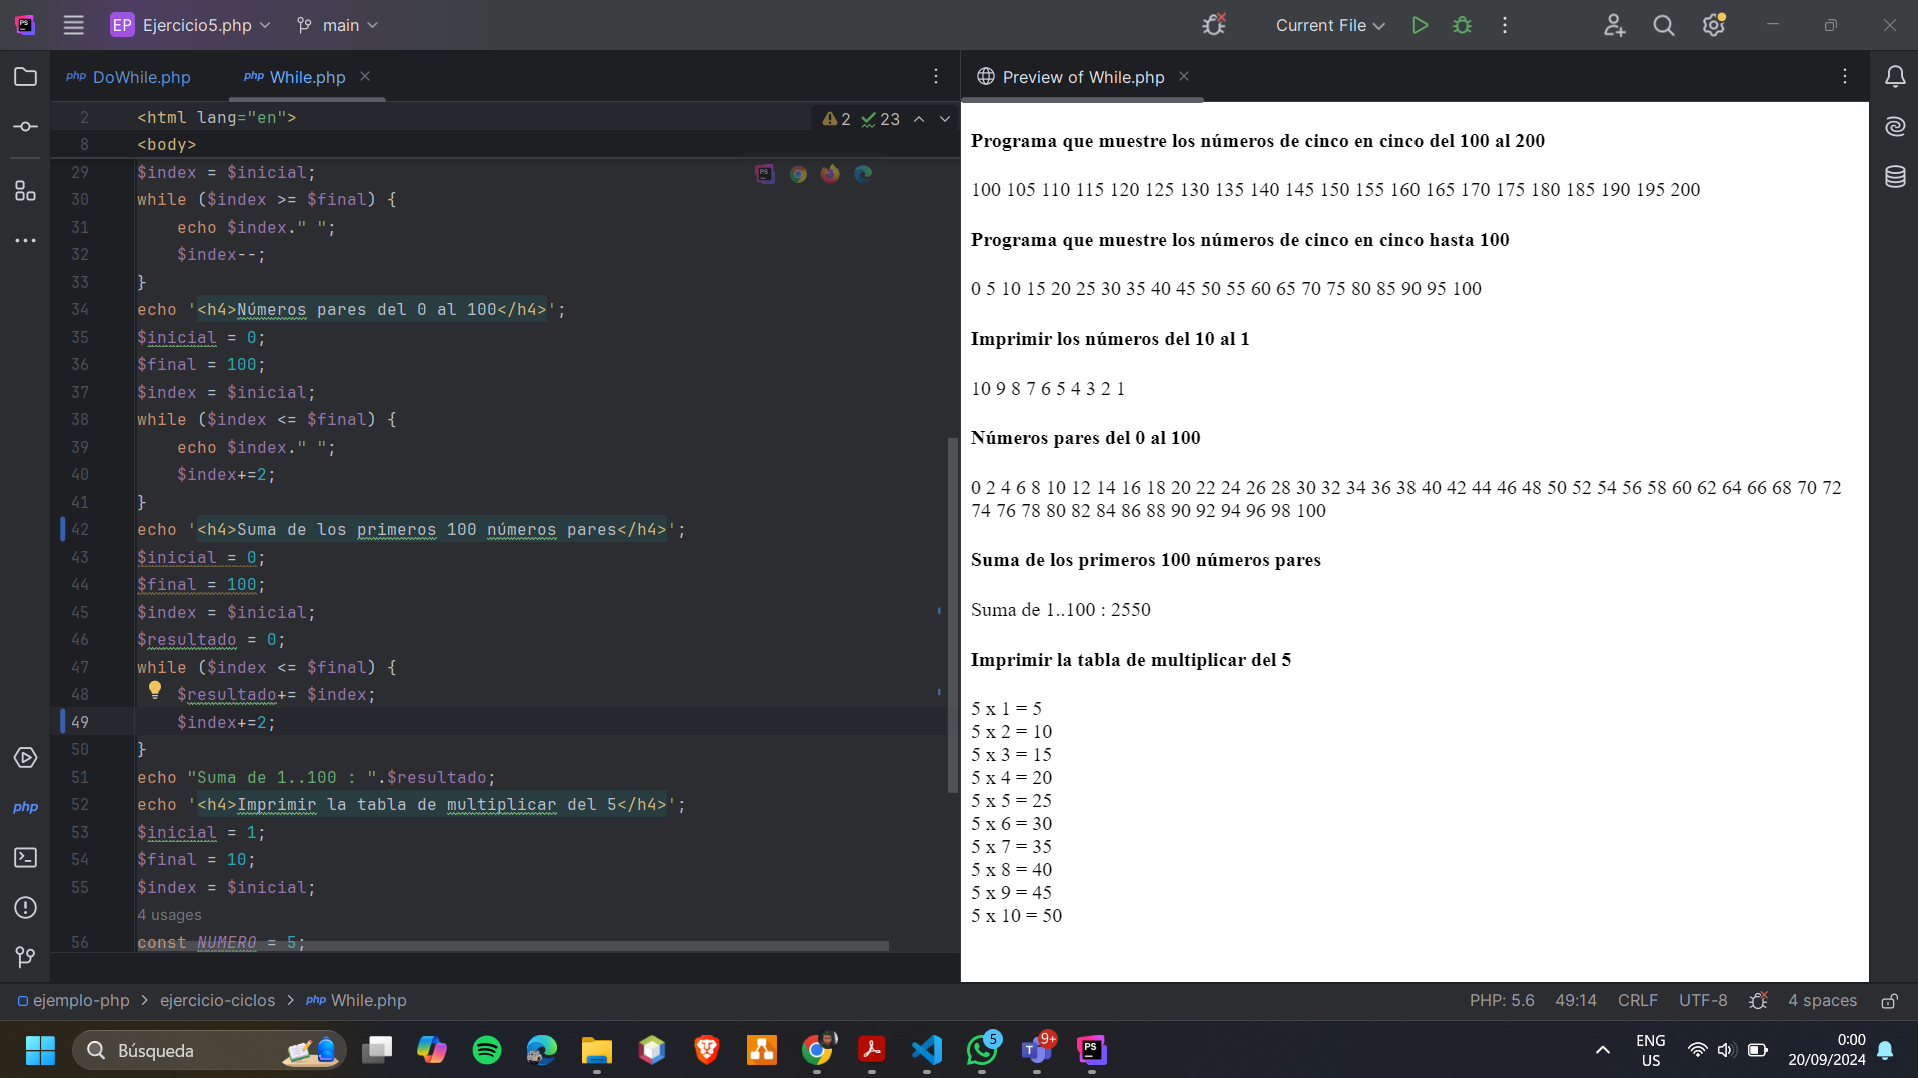 EP Ejercicio5.php main Current File
php DoWhile.php php While.php
2 <html lang="en">
2 23
8 <body>
29 $index = $inicial;
30 while ($index >= $final) {
31 echo $index." ";
32 $index--;
33 }
34 echo '<h4>Números pares del 0 al 100</h4>';
35 $inicial = 0;
36 $final = 100;
37 $index = $inicial;
38 while ($index <= $final) {
39 echo $index." ";
40 $index+=2;
41 }
42 echo '<h4>Suma de los primeros 100 números pares</h4>';
43 $inicial = 0;
44 $final = 100;
45 $index = $inicial;
46 $resultado = 0;
47 while ($index <= $final) {
48 $resultado+= $index;
49 $index+=2;
50 }
51 echo "Suma de 1..100 : ".$resultado;
52 echo '<h4>Imprimir la tabla de multiplicar del 5</h4>';
53 $inicial = 1;
54 $final = 10;
55 $index = $inicial;
4 usages
56 const NUMERO = 5;
Preview of While.php
Programa que muestre los números de cinco en cinco del 100 al 200
100 105 110 115 120 125 130 135 140 145 150 155 160 165 170 175 180 185 190 195 200
Programa que muestre los números de cinco en cinco hasta 100
0 5 10 15 20 25 30 35 40 45 50 55 60 65 70 75 80 85 90 95 100
Imprimir los números del 10 al 1
10 9 8 7 6 5 4 3 2 1
Números pares del 0 al 100
0 2 4 6 8 10 12 14 16 18 20 22 24 26 28 30 32 34 36 38 40 42 44 46 48 50 52 54 56 58 60 62 64 66 68 70 72
74 76 78 80 82 84 86 88 90 92 94 96 98 100
Suma de los primeros 100 números pares
Suma de 1..100 : 2550
Imprimir la tabla de multiplicar del 5
5 x 1 = 5
5 x 2 = 10
5 x 3 = 15
5 x 4 = 20
5 x 5 = 25
5 x 6 = 30
5 x 7 = 35
5 x 8 = 40
5 x 9 = 45
5 x 10 = 50
php
ejemplo-php > ejercicio-ciclos > php While.php
PHP: 5.6 49:14 CRLF UTF-8 4 spaces
Búsqueda
5
9+
ENG
US
0:00
20/09/2024